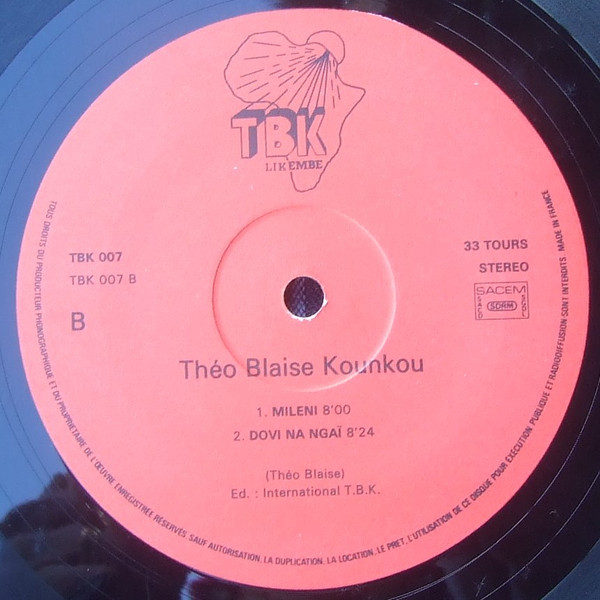 TBK
LIKEMBE
TBK 007
TBK 007 B
B
33 TOURS
STEREO
SACEM
SACD
SDRM
SGDL
Théo Blaise Kounkou
1. MILENI 8'00
2. DOVI NA NGAÏ 8'24
(Théo Blaise)
Ed. : International T.B.K.
TOUS DROITS DU PRODUCTEUR PHONOGRAPHIQUE ET DU PROPRIETAIRE DE L'ŒUVRE ENREGISTREE RESERVES. SAUF AUTORISATION, LA DUPLICATION, LA LOCATION, LE PRET, L'UTILISATION DE CE DISQUE POUR EXECUTION PUBLIQUE ET RADIODIFFUSION SONT INTERDITS. MADE IN FRANCE